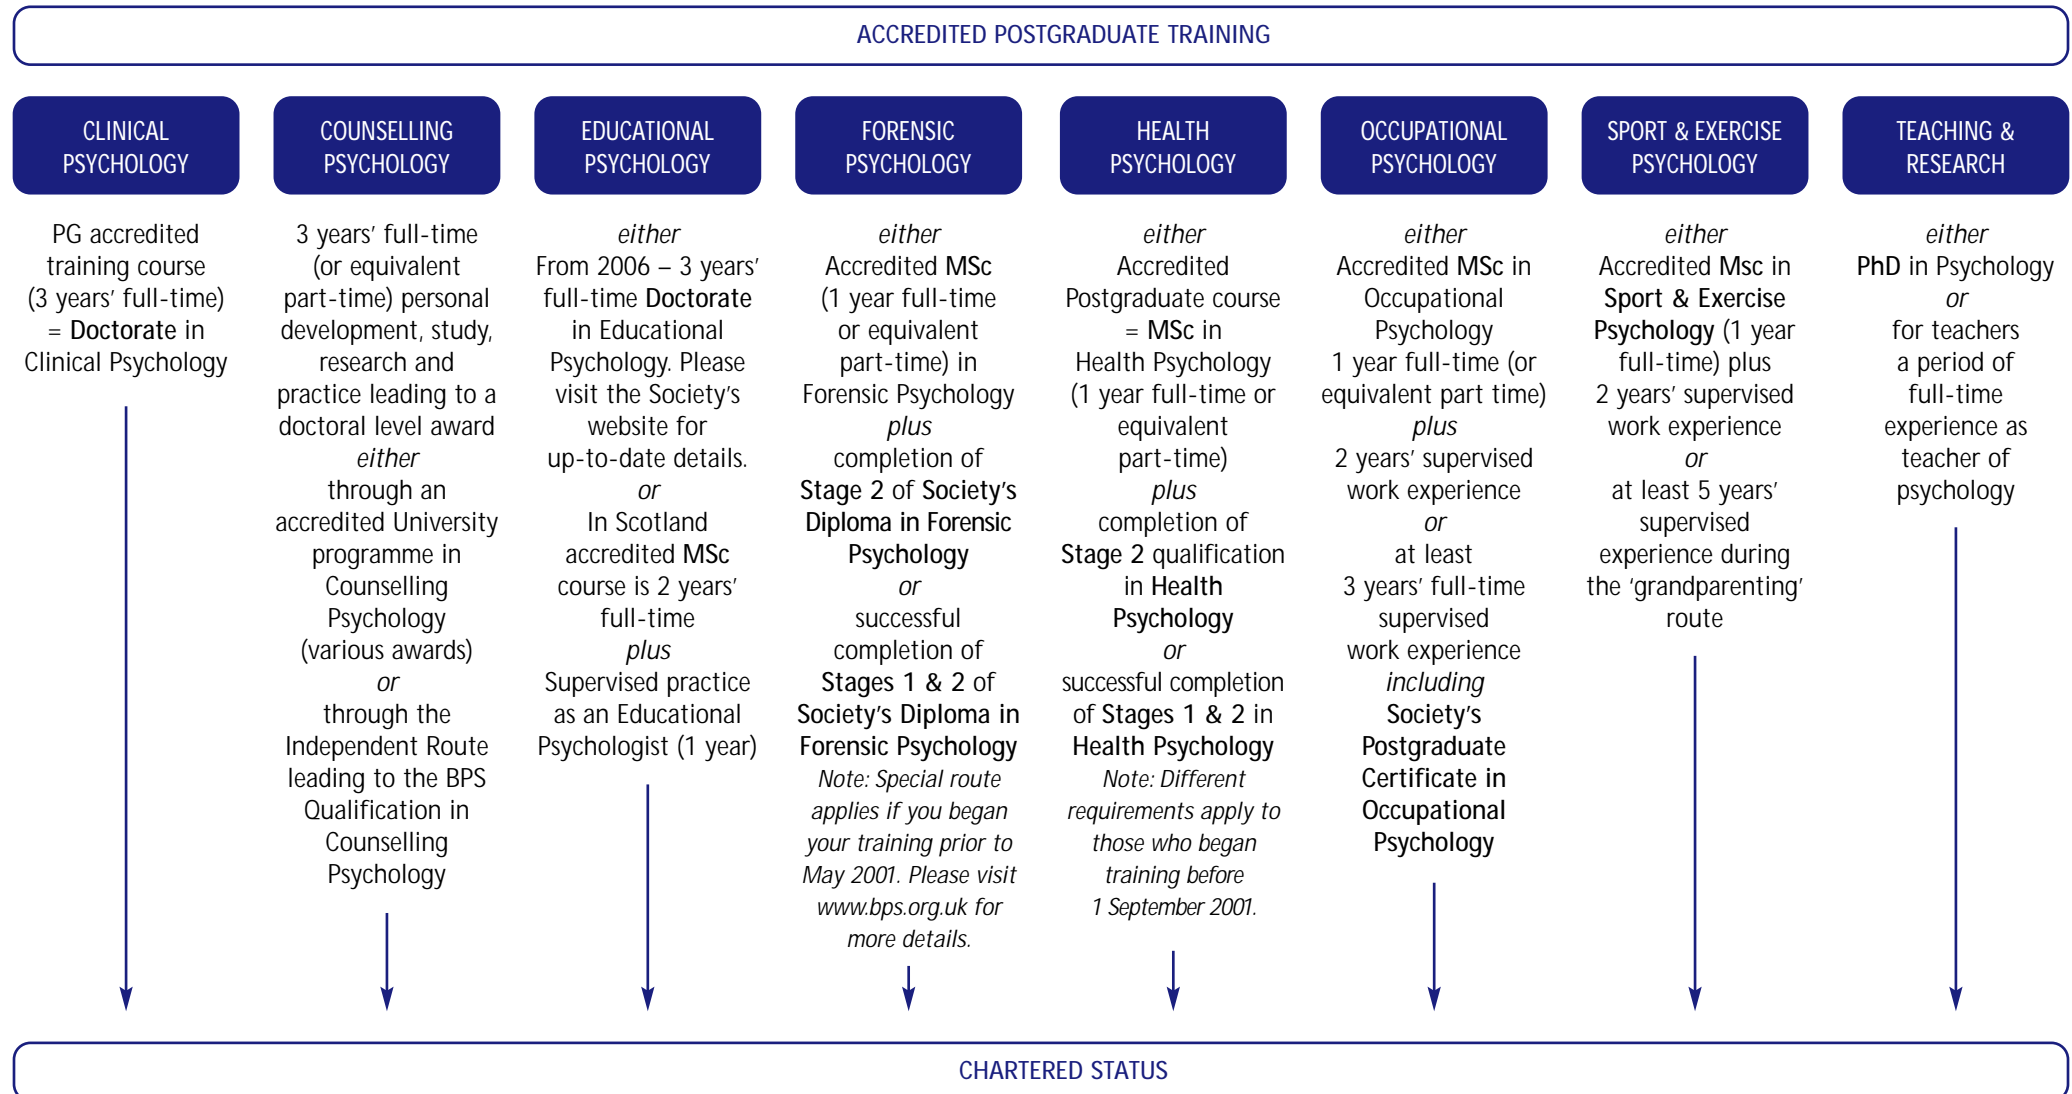 ACCREDITED POSTGRADUATE TRAINING
CLINICAL
PSYCHOLOGY
PG accredited
training course
(3 years’ full-time)
= Doctorate in
Clinical Psychology
COUNSELLING
PSYCHOLOGY
3 years’ full-time
(or equivalent
part-time) personal
development, study,
research and
practice leading to a
doctoral level award
either
through an
accredited University
programme in
Counselling
Psychology
(various awards)
or
through the
Independent Route
leading to the BPS
Qualification in
Counselling
Psychology
EDUCATIONAL
PSYCHOLOGY
either
From 2006 – 3 years’
full-time Doctorate
in Educational
Psychology. Please
visit the Society’s
website for
up-to-date details.
or
In Scotland
accredited MSc
course is 2 years’
full-time
plus
Supervised practice
as an Educational
Psychologist (1 year)
FORENSIC
PSYCHOLOGY
either
Accredited MSc
(1 year full-time
or equivalent
part-time) in
Forensic Psychology
plus
completion of
Stage 2 of Society’s
Diploma in Forensic
Psychology
or
successful
completion of
Stages 1 & 2 of
Society’s Diploma in
Forensic Psychology
Note: Special route
applies if you began
your training prior to
May 2001. Please visit
www.bps.org.uk for
more details.
HEALTH
PSYCHOLOGY
either
Accredited
Postgraduate course
= MSc in
Health Psychology
(1 year full-time or
equivalent
part-time)
plus
completion of
Stage 2 qualification
in Health
Psychology
or
successful completion
of Stages 1 & 2 in
Health Psychology
Note: Different
requirements apply to
those who began
training before
1 September 2001.
OCCUPATIONAL
PSYCHOLOGY
either
Accredited MSc in
Occupational
Psychology
1 year full-time (or
equivalent part time)
plus
2 years’ supervised
work experience
or
at least
3 years’ full-time
supervised
work experience
including
Society’s
Postgraduate
Certificate in
Occupational
Psychology
SPORT & EXERCISE
PSYCHOLOGY
either
Accredited Msc in
Sport & Exercise
Psychology (1 year
full-time) plus
2 years’ supervised
work experience
or
at least 5 years’
supervised
experience during
the ‘grandparenting’
route
TEACHING &
RESEARCH
either
PhD in Psychology
or
for teachers
a period of
full-time
experience as
teacher of
psychology
CHARTERED STATUS